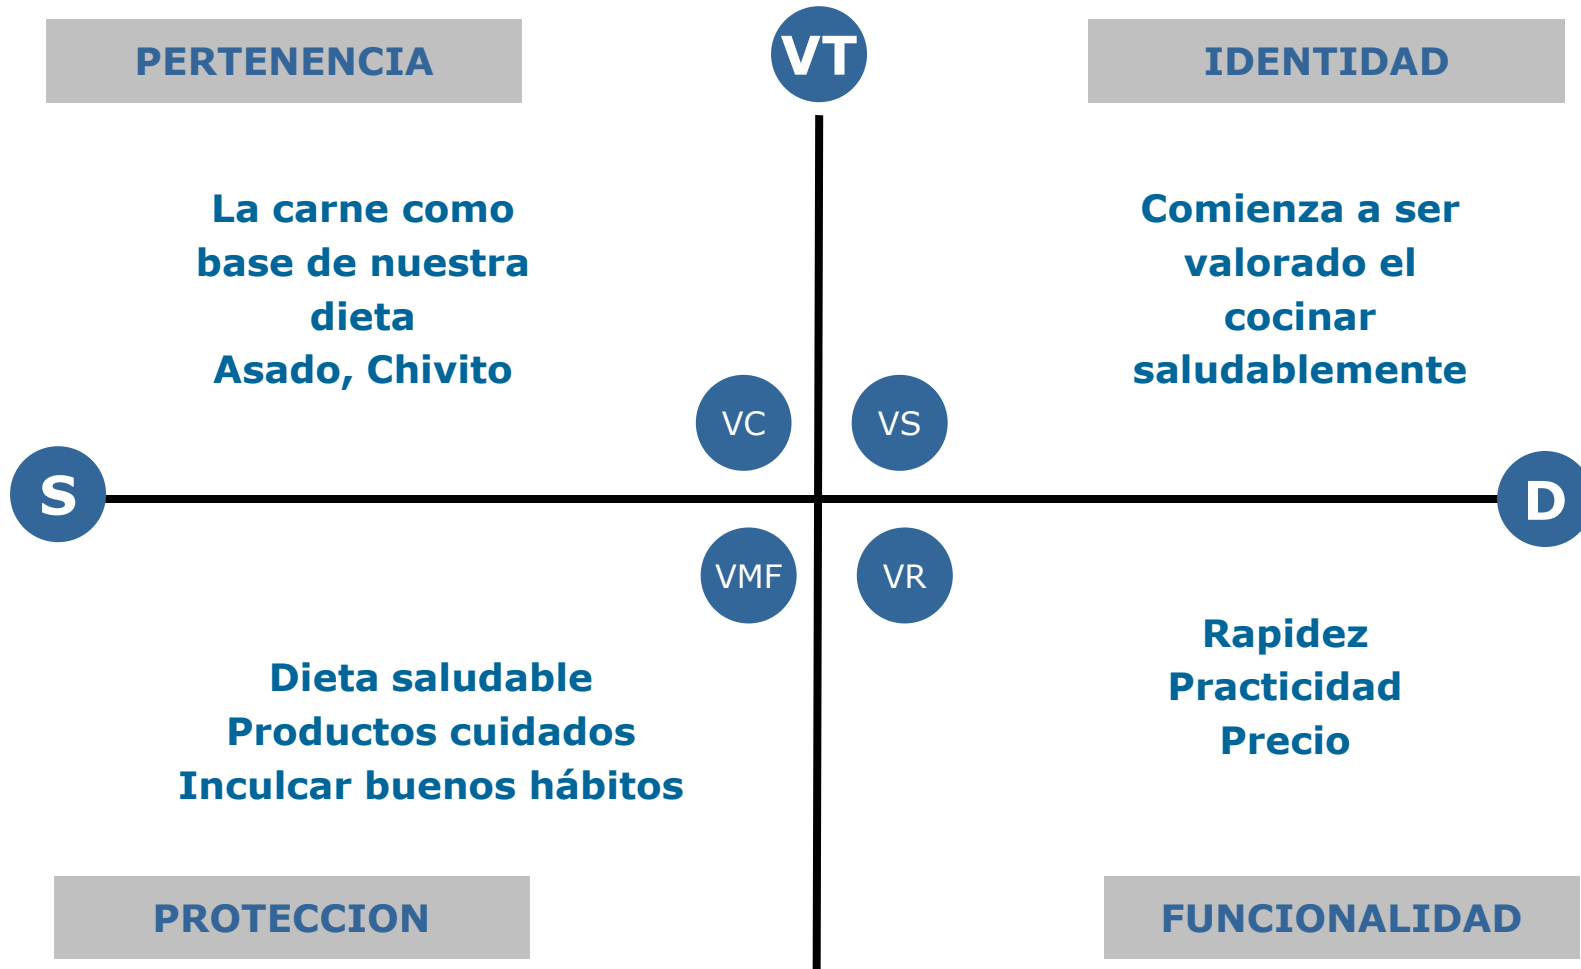 PERTENENCIA
VT
IDENTIDAD
La carne como
base de nuestra
dieta
Asado, Chivito
Comienza a ser
valorado el
cocinar
saludablemente
VC
VS
S
D
VMF
VR
Dieta saludable
Productos cuidados
Inculcar buenos hábitos
Rapidez
Practicidad
Precio
PROTECCION
FUNCIONALIDAD